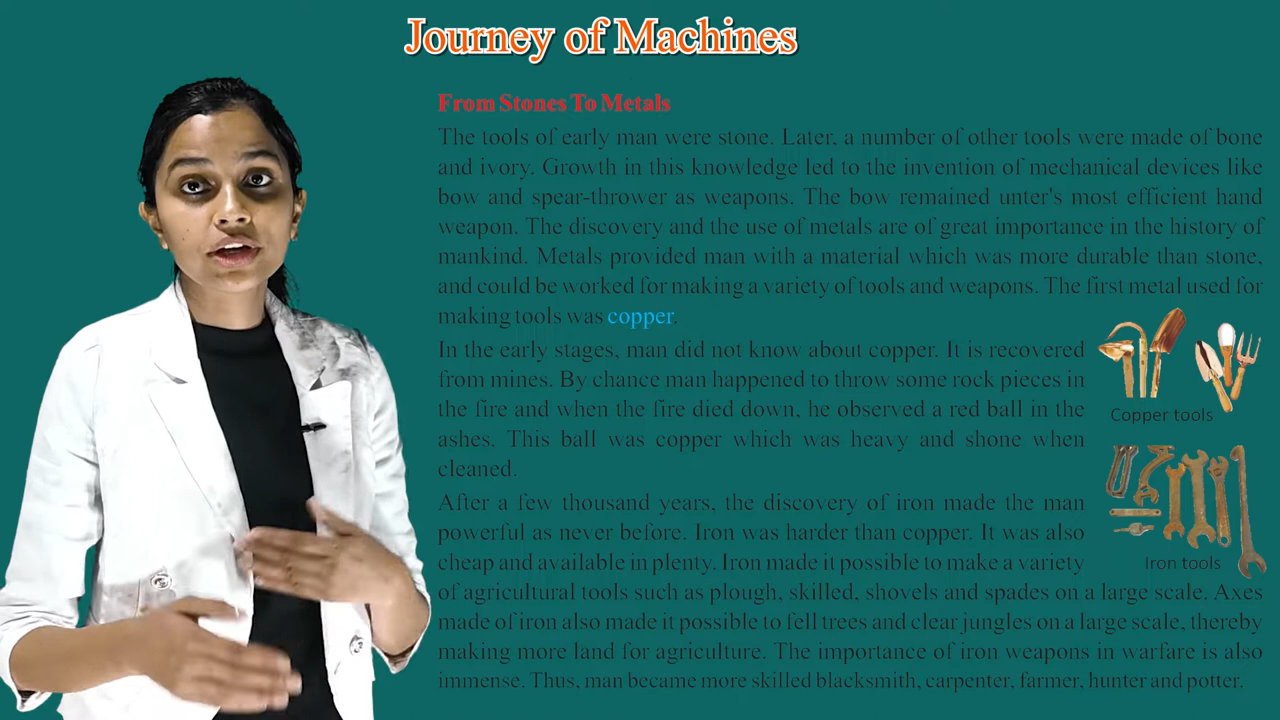 Journey of Machines
From Stones To Metals
The tools of early man were stone. Later, a number of other tools were made of bone
and ivory. Growth in this knowledge led to the invention of mechanical devices like
bow and spear-thrower as weapons. The bow remained unter's most efficient hand
weapon. The discovery and the use of metals are of great importance in the history of
mankind. Metals provided man with a material which was more durable than stone,
and could be worked for making a variety of tools and weapons. The first metal used for
making tools was copper.
In the early stages, man did not know about copper. It is recovered
from mines. By chance man happened to throw some rock pieces in
the fire and when the fire died down, he observed a red ball in the
ashes. This ball was copper which was heavy and shone when
cleaned.
Copper tools
After a few thousand years, the discovery of iron made the man
powerful as never before. Iron was harder than copper. It was also
cheap and available in plenty. Iron made it possible to make a variety
Iron tools
of agricultural tools such as plough, skilled, shovels and spades on a large scale. Axes
made of iron also made it possible to fell trees and clear jungles on a large scale, thereby
making more land for agriculture. The importance of iron weapons in warfare is also
immense. Thus, man became more skilled blacksmith, carpenter, farmer, hunter and potter.